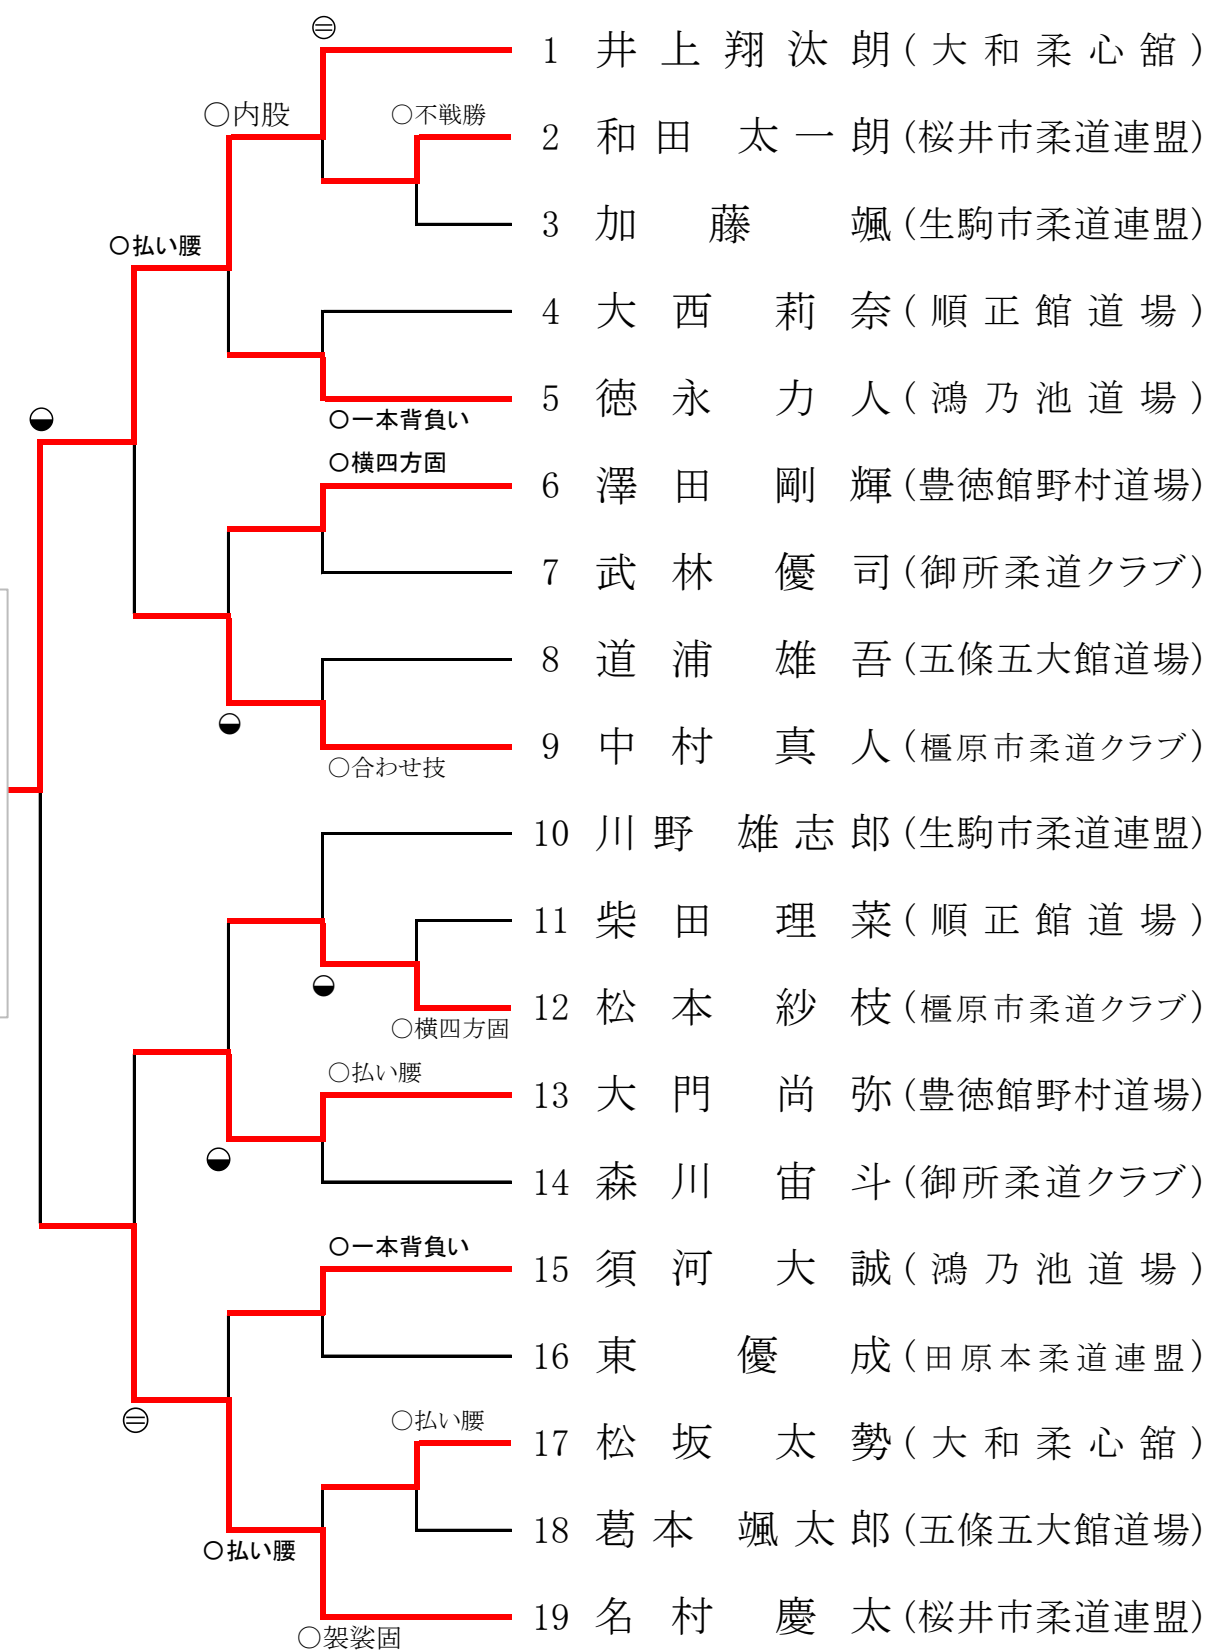 1 井上翔汰朗(大和柔心舘)
○内股
○不戦勝
2 和田 太一朗(桜井市柔道連盟)
3 加藤 颯(生駒市柔道連盟)
○払い腰
4 大西 莉奈(順正館道場)
5 徳永 力人(鴻乃池道場)
○一本背負い
○横四方固
6 澤田 剛輝(豊徳館野村道場)
7 武林 優司(御所柔道クラブ)
8 道浦 雄吾(五條五大館道場)
9 中村 真人(橿原市柔道クラブ)
○合わせ技
10 川野 雄志郎(生駒市柔道連盟)
11 柴田 理菜(順正館道場)
12 松本 紗枝(橿原市柔道クラブ)
○横四方固
○払い腰
13 大門 尚弥(豊徳館野村道場)
14 森川 宙斗(御所柔道クラブ)
○一本背負い
15 須河 大誠(鴻乃池道場)
16 東 優成(田原本柔道連盟)
○払い腰
17 松坂 太勢(大和柔心舘)
18 葛本 颯太郎(五條五大館道場)
○払い腰
19 名村 慶太(桜井市柔道連盟)
○袈裟固